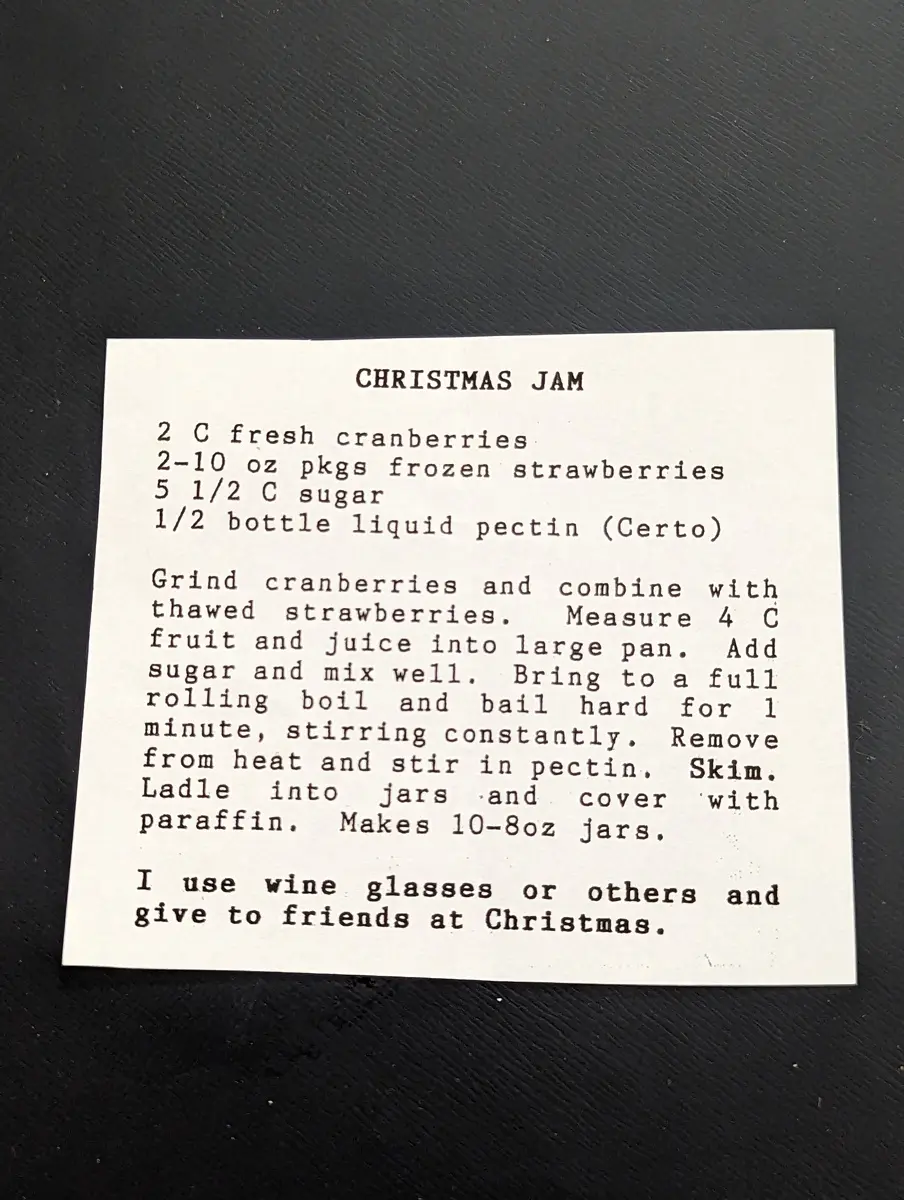 CHRISTMAS JAM
2 C fresh cranberries
2-10 oz pkgs frozen strawberries
5 1/2 C sugar
1/2 bottle liquid pectin (Certo)
Grind cranberries and combine with
thawed strawberries. Measure 4 C
fruit and juice into large pan. Add
sugar and mix well. Bring to a full
rolling boil and bail hard for 1
minute, stirring constantly. Remove
from heat and stir in pectin. Skim.
Ladle into jars and cover with
paraffin. Makes 10-8oz jars.
I use wine glasses or others and
give to friends at Christmas.